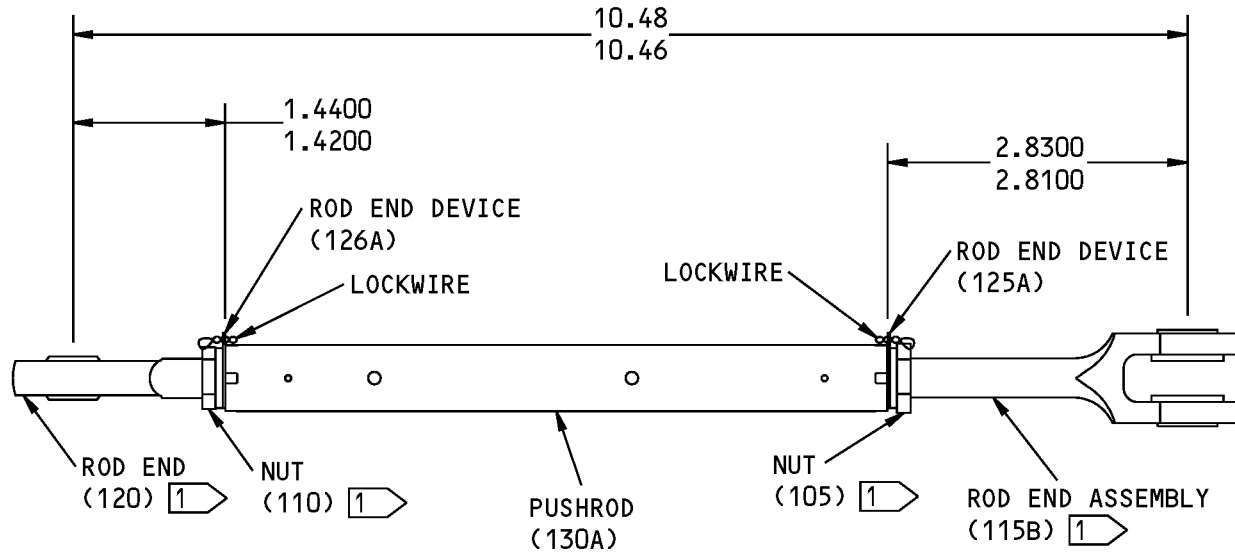 10.48
10.46
1.4400
1.4200
2.8300
2.8100
ROD END DEVICE
(126A)
LOCKWIRE
LOCKWIRE
ROD END DEVICE
(125A)
ROD END
(120) 1
NUT
(110) 1
PUSHROD
(130A)
NUT
(105) 1
ROD END ASSEMBLY
(115B) 1